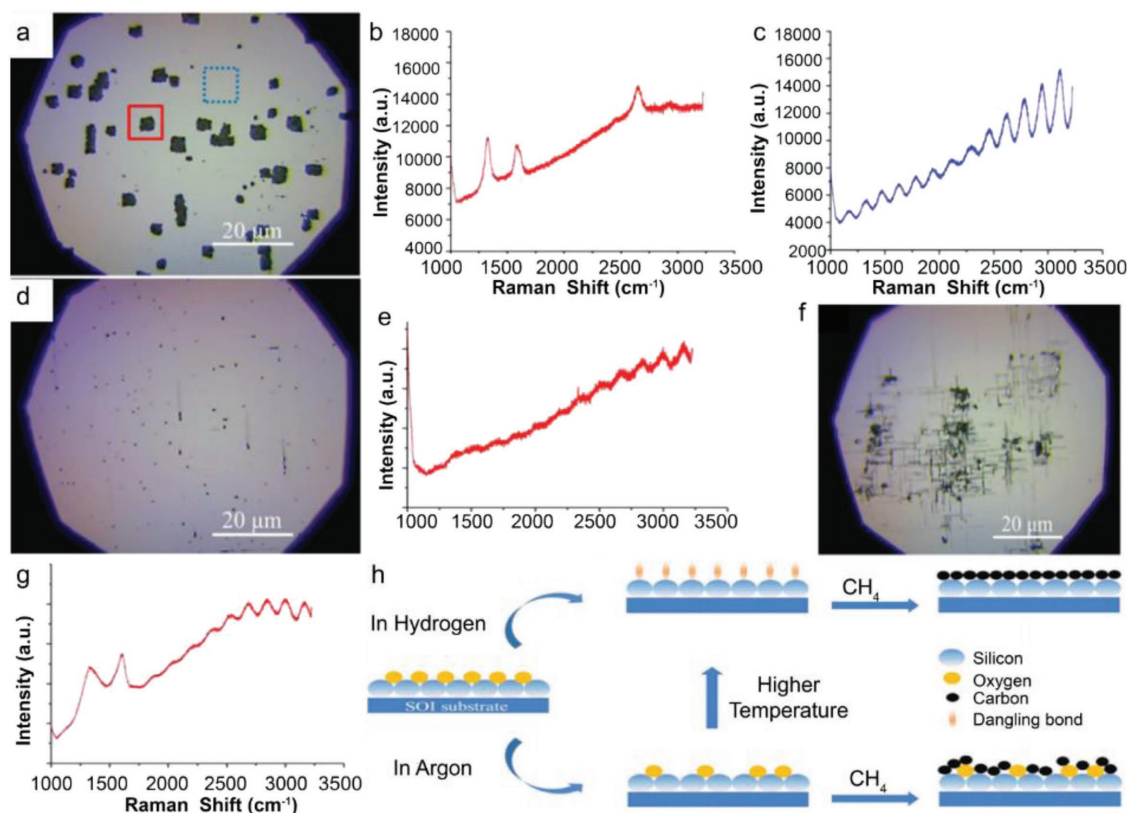 a
20 μm
b
18000
16000
14000
12000
10000
8000
6000
4000
Intensity (a.u.)
1000 1500 2000 2500 3000 3500
Raman Shift (cm⁻¹)
c
18000
16000
14000
12000
10000
8000
6000
4000
2000
Intensity (a.u.)
1000 1500 2000 2500 3000 3500
Raman Shift (cm⁻¹)
d
20 μm
e
Intensity (a.u.)
1000 1500 2000 2500 3000 3500
Raman Shift (cm⁻¹)
f
20 μm
g
Intensity (a.u.)
1000 1500 2000 2500 3000 3500
Raman Shift (cm⁻¹)
h
In Hydrogen
SOI substrate
In Argon
Higher
Temperature
CH₄
CH₄
Silicon
Oxygen
Carbon
Dangling bond